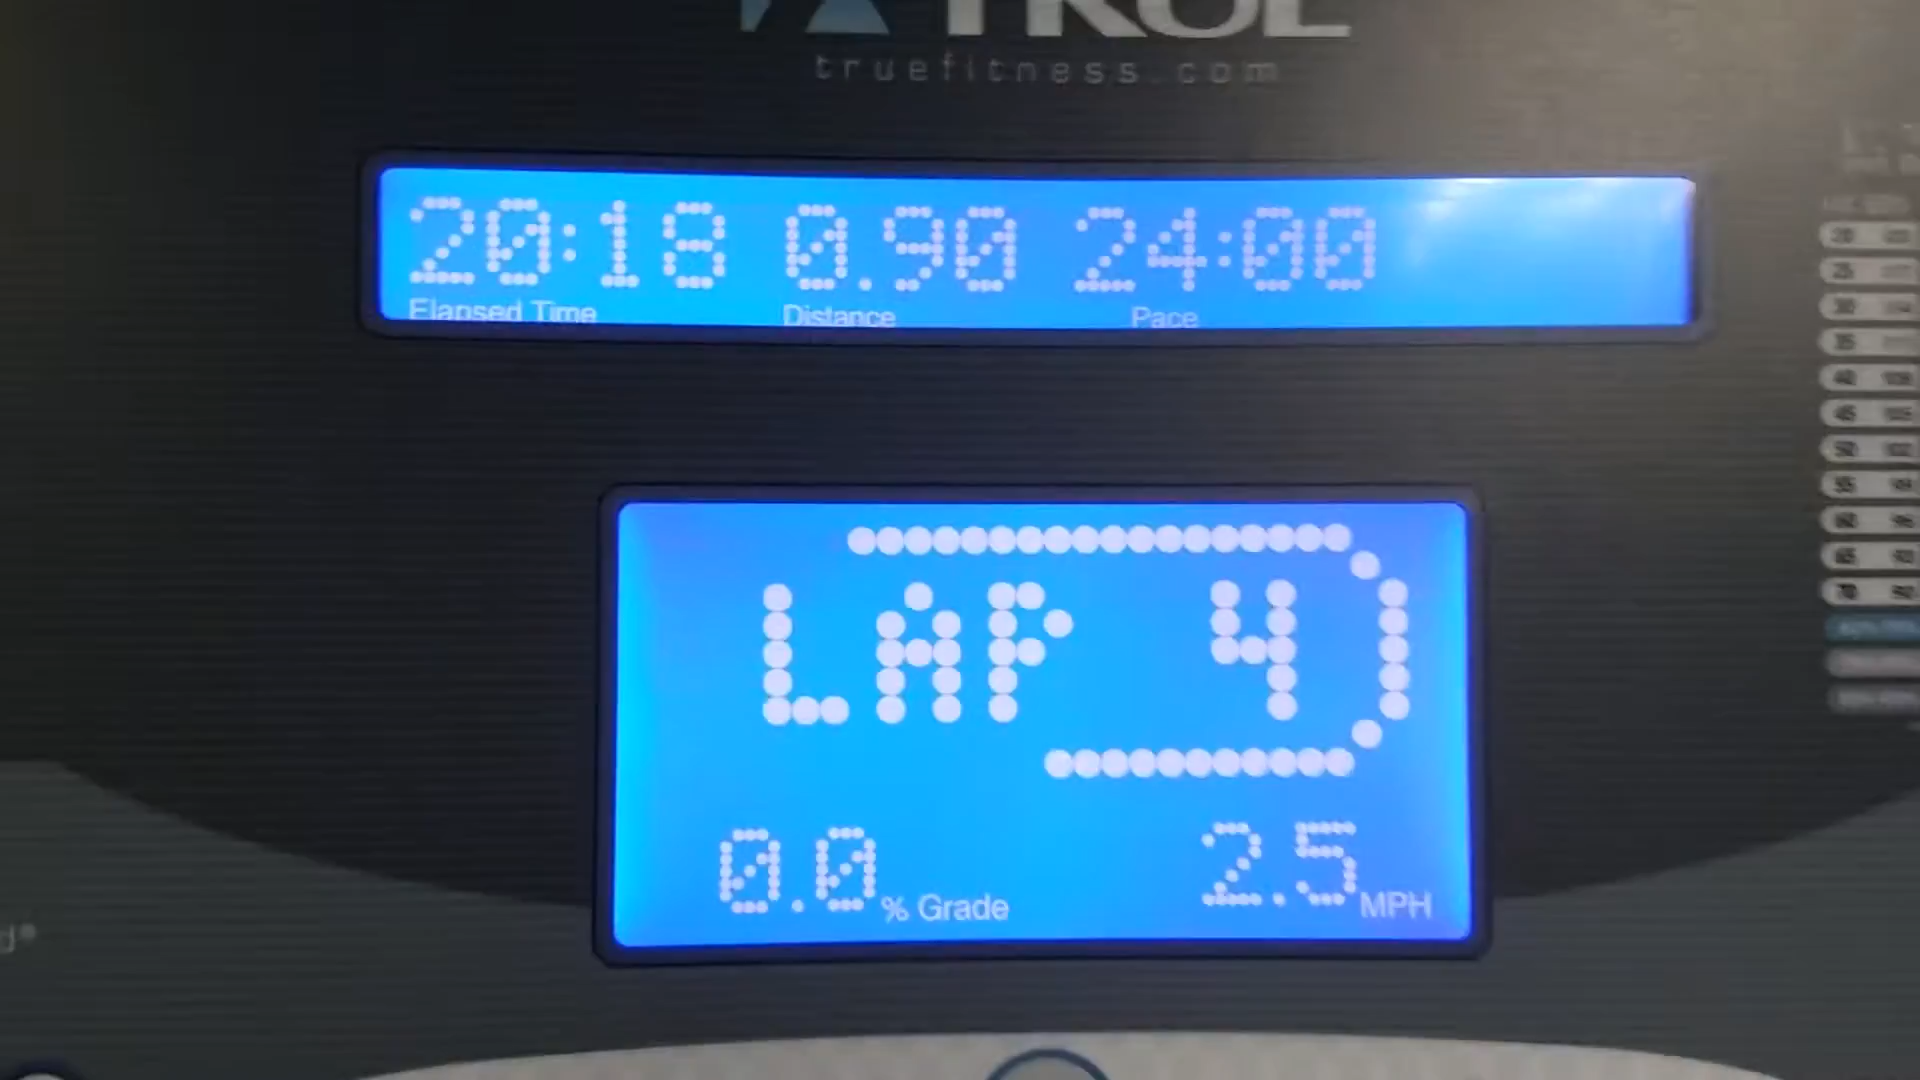 TRUE
truefitness.com
20:18 0.90 24:00
Elapsed Time Distance Pace
LAP 4
0.0 % Grade 2.5 MPH